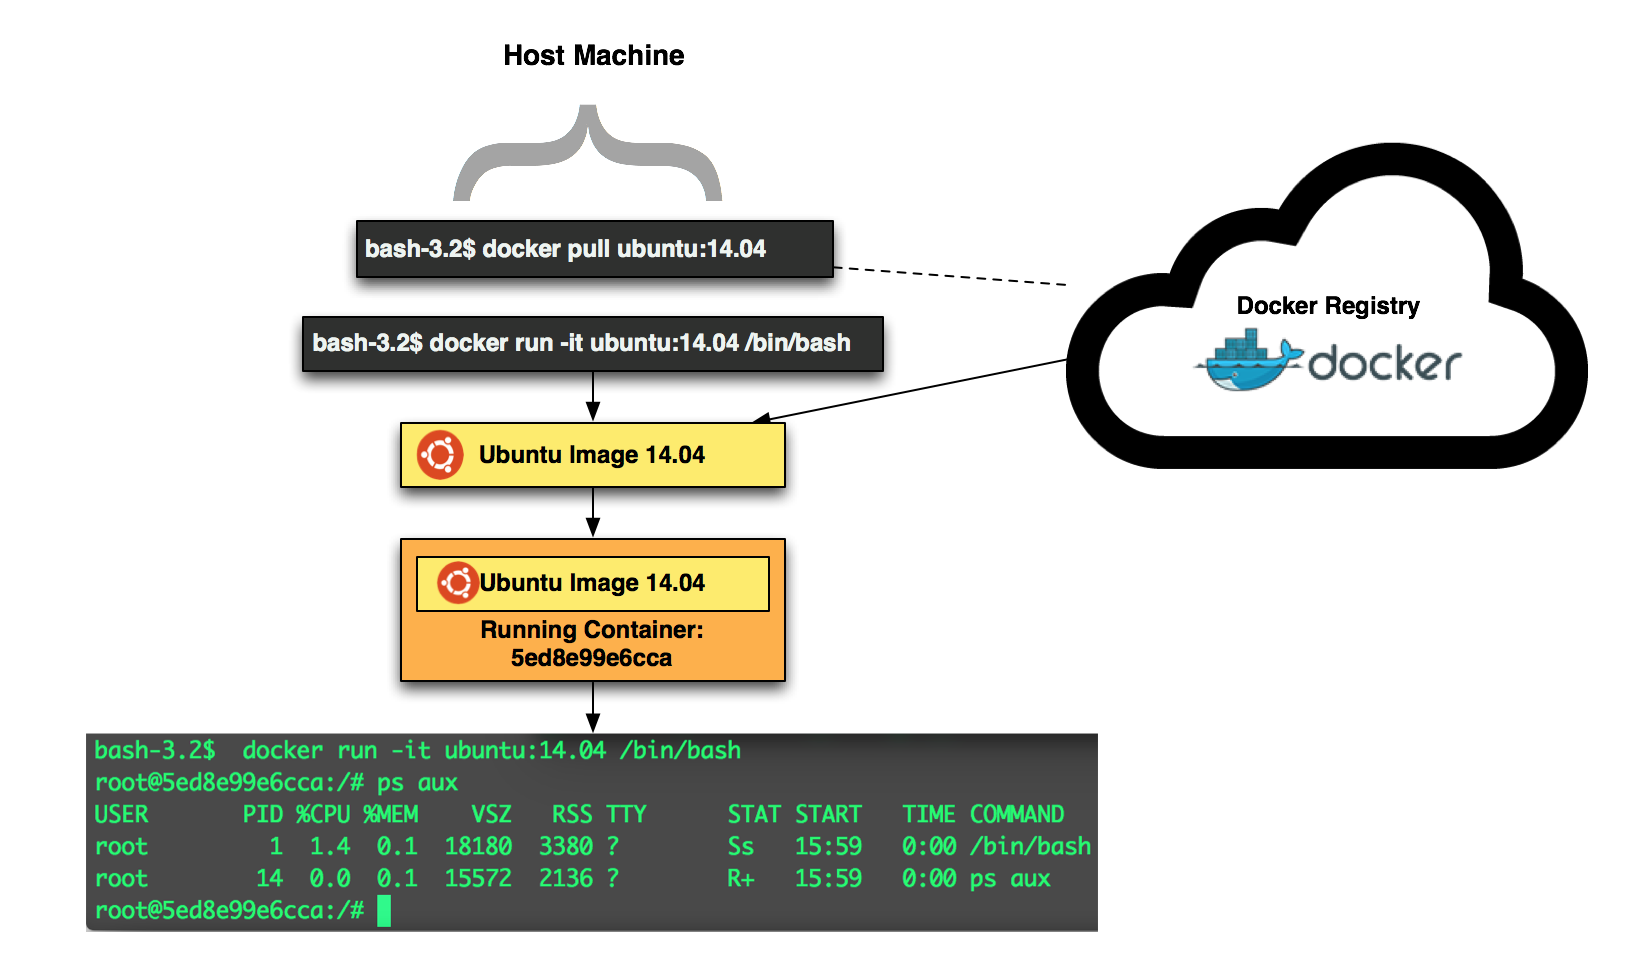 Host Machine
bash-3.2$ docker pull ubuntu:14.04
bash-3.2$ docker run -it ubuntu:14.04 /bin/bash
Docker Registry
docker
Ubuntu Image 14.04
Ubuntu Image 14.04
Running Container:
5ed8e99e6cca
bash-3.2$  docker run -it ubuntu:14.04 /bin/bash
root@5ed8e99e6cca:/# ps aux
USER       PID %CPU %MEM    VSZ   RSS TTY      STAT START   TIME COMMAND
root         1  1.4  0.1  18180  3380 ?        Ss   15:59   0:00 /bin/bash
root        14  0.0  0.1  15572  2136 ?        R+   15:59   0:00 ps aux
root@5ed8e99e6cca:/#